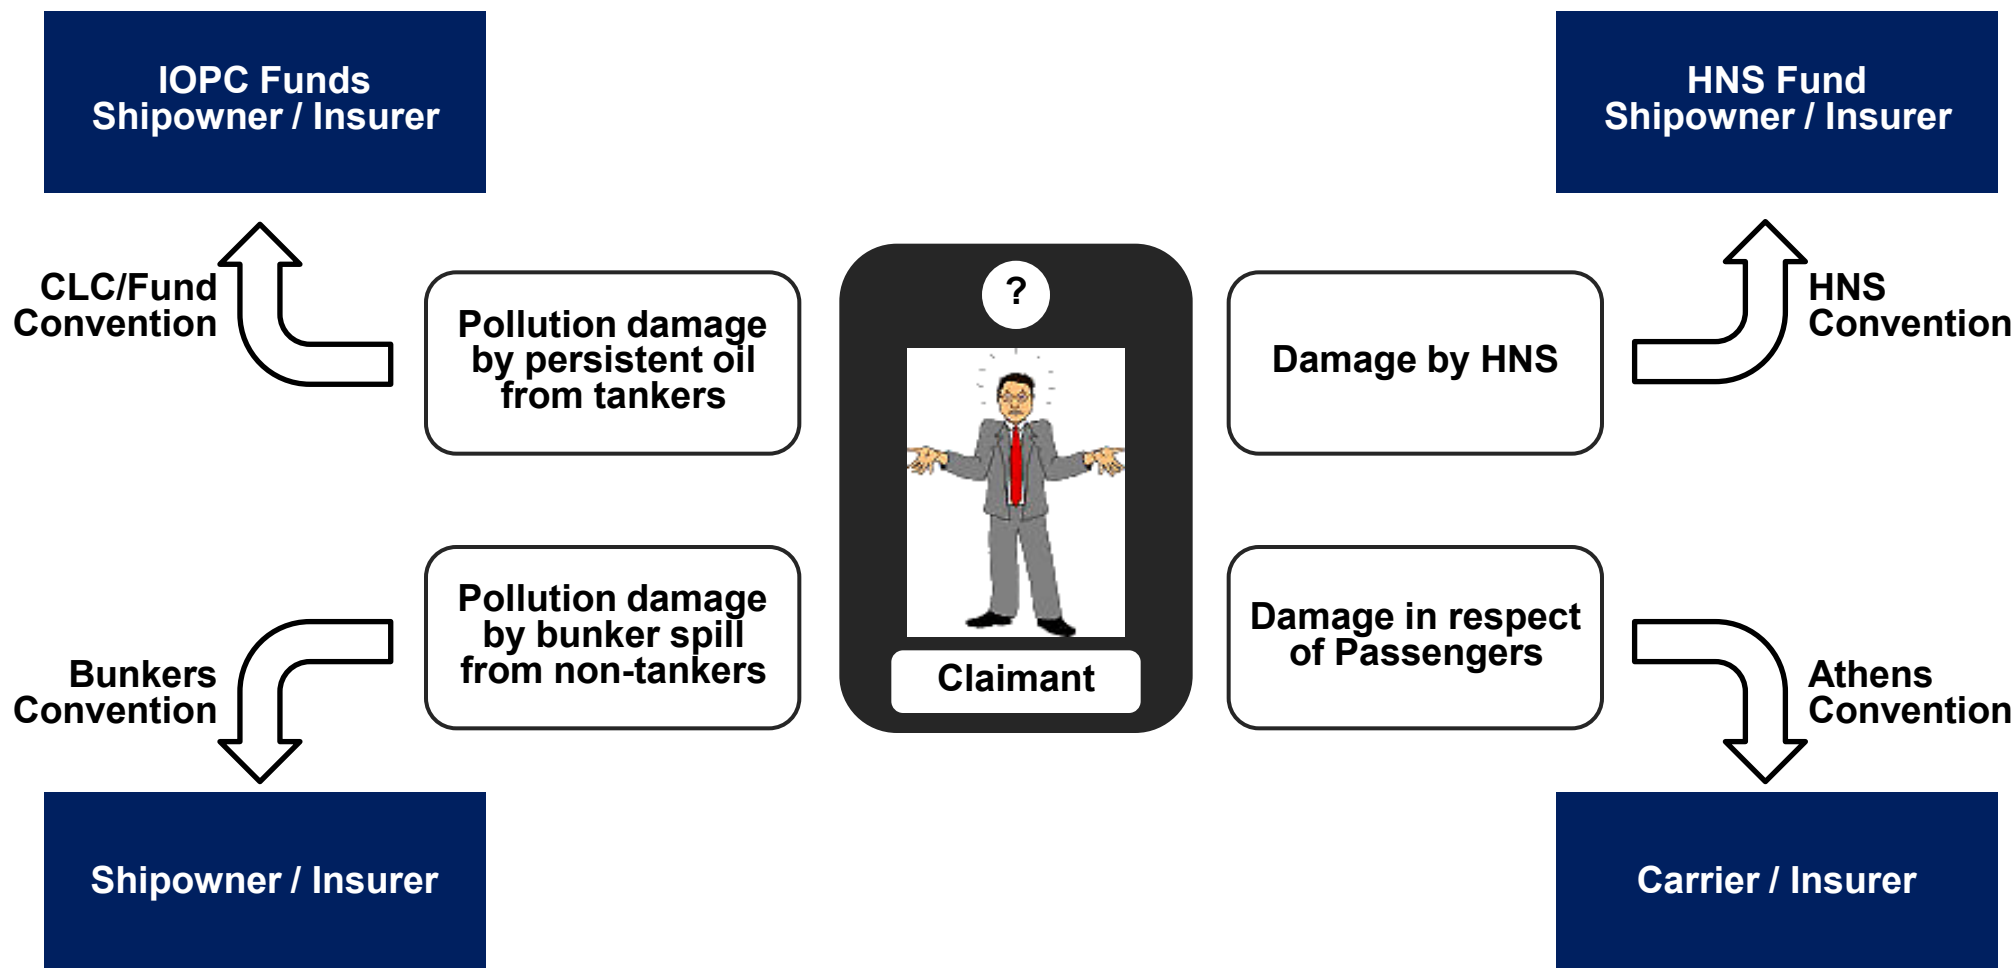 IOPC Funds
Shipowner / Insurer
HNS Fund
Shipowner / Insurer
CLC/Fund
Convention
Pollution damage
by persistent oil
from tankers
?
Damage by HNS
HNS
Convention
Bunkers
Convention
Pollution damage
by bunker spill
from non-tankers
Claimant
Damage in respect
of Passengers
Athens
Convention
Shipowner / Insurer
Carrier / Insurer